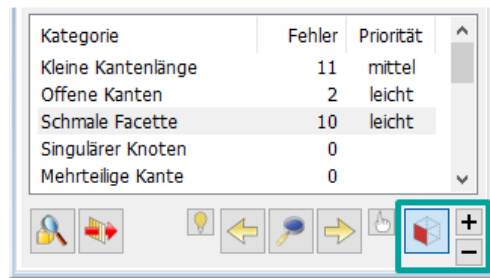 Kategorie Fehler Priorität
Kleine Kantenlänge 11 mittel
Offene Kanten 2 leicht
Schmale Facette 10 leicht
Singulärer Knoten 0
Mehrteilige Kante 0
+
−